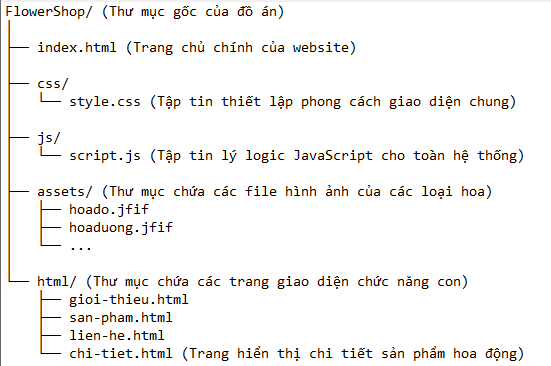 FlowerShop/ (Thư mục gốc của đồ án)
index.html (Trang chủ chính của website)
css/
style.css (Tập tin thiết lập phong cách giao diện chung)
js/
script.js (Tập tin lý logic JavaScript cho toàn hệ thống)
assets/ (Thư mục chứa các file hình ảnh của các loại hoa)
hoado.jfif
hoaduong.jfif
...
html/ (Thư mục chứa các trang giao diện chức năng con)
gioi-thieu.html
san-pham.html
lien-he.html
chi-tiet.html (Trang hiển thị chi tiết sản phẩm hoa động)